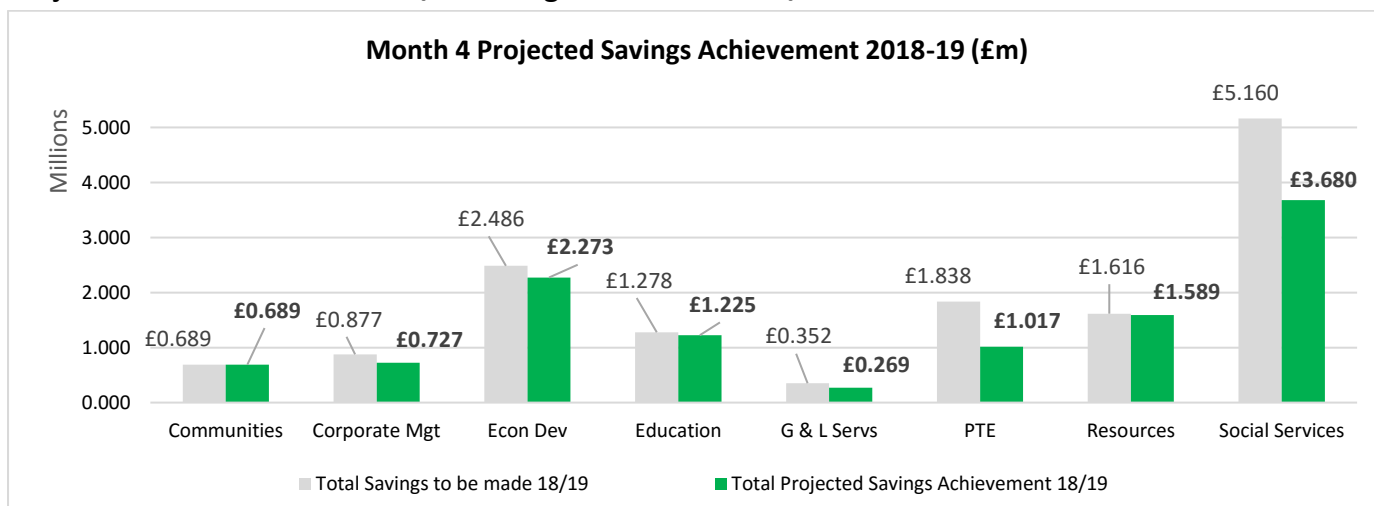 Month 4 Projected Savings Achievement 2018-19 (£m)
Millions
5.000
4.000
3.000
2.000
1.000
0.000
£0.689
£0.689
£0.877
£0.727
£2.486
£2.273
£1.278
£1.225
£0.352
£0.269
£1.838
£1.017
£1.616
£1.589
£5.160
£3.680
Communities
Corporate Mgt
Econ Dev
Education
G & L Servs
PTE
Resources
Social Services
Total Savings to be made 18/19
Total Projected Savings Achievement 18/19